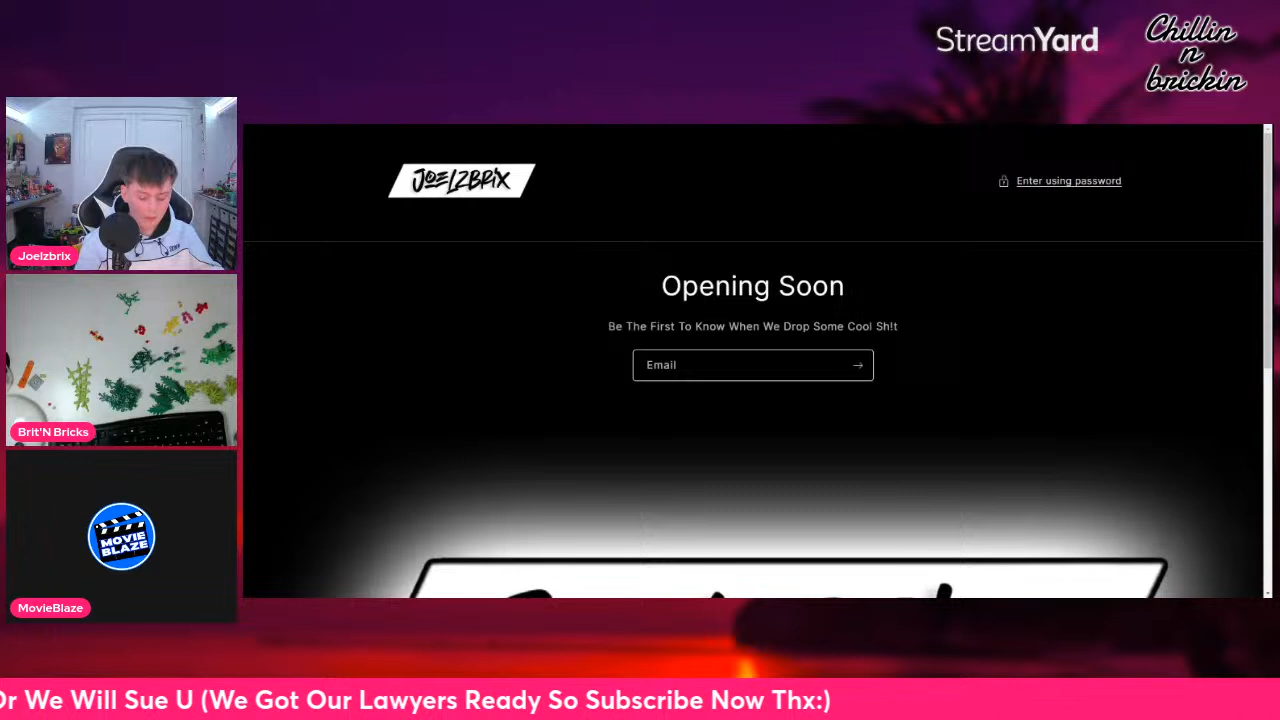 StreamYard
Chillin
n
brickin
JOELZBRIX
Enter using password
Opening Soon
Be The First To Know When We Drop Some Cool Sh!t
Email
Joelzbrix
Brit'N Bricks
MOVIE
BLAZE
MovieBlaze
Or We Will Sue U (We Got Our Lawyers Ready So Subscribe Now Thx:)